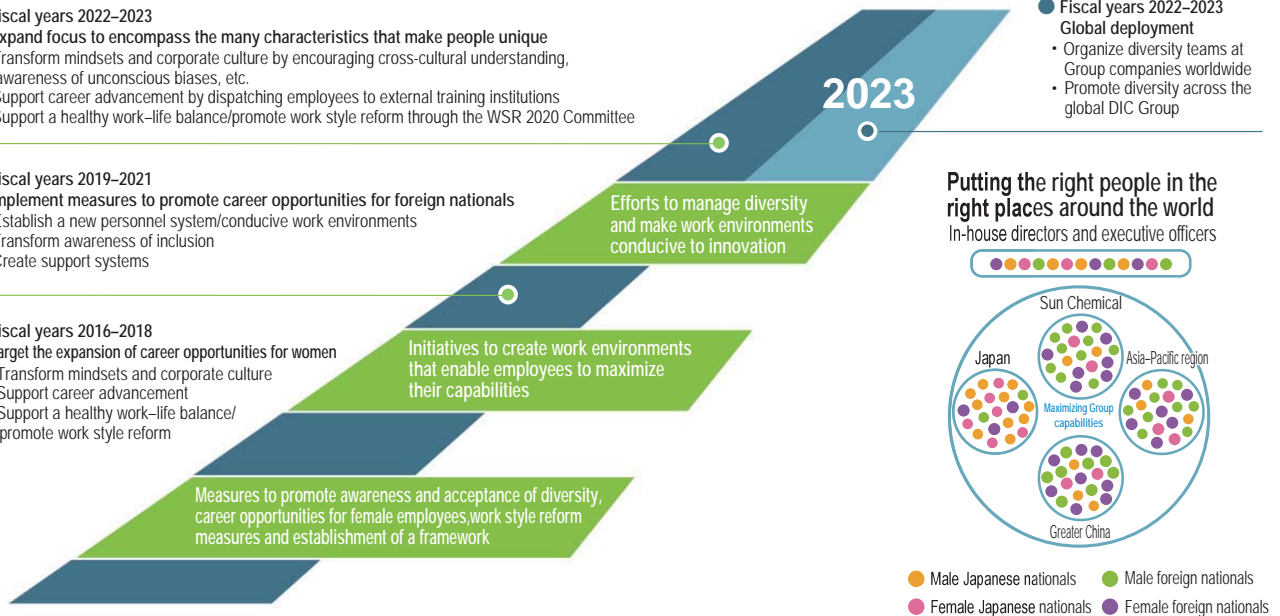 iscal years 2022–2023
xpand focus to encompass the many characteristics that make people unique
ransform mindsets and corporate culture by encouraging cross-cultural understanding,
awareness of unconscious biases, etc.
upport career advancement by dispatching employees to external training institutions
upport a healthy work–life balance/promote work style reform through the WSR 2020 Committee
iscal years 2019–2021
mplement measures to promote career opportunities for foreign nationals
Establish a new personnel system/conducive work environments
ransform awareness of inclusion
Create support systems
iscal years 2016–2018
arget the expansion of career opportunities for women
Transform mindsets and corporate culture
Support career advancement
Support a healthy work–life balance/
promote work style reform
Measures to promote awareness and acceptance of diversity,
career opportunities for female employees,work style reform
measures and establishment of a framework
Initiatives to create work environments
that enable employees to maximize
their capabilities
Efforts to manage diversity
and make work environments
conducive to innovation
2023
Fiscal years 2022–2023
Global deployment
• Organize diversity teams at
Group companies worldwide
• Promote diversity across the
global DIC Group
Putting the right people in the
right places around the world
In-house directors and executive officers
Sun Chemical
Japan
Asia–Pacific region
Maximizing Group
capabilities
Greater China
Male Japanese nationals
Male foreign nationals
Female Japanese nationals
Female foreign nationals